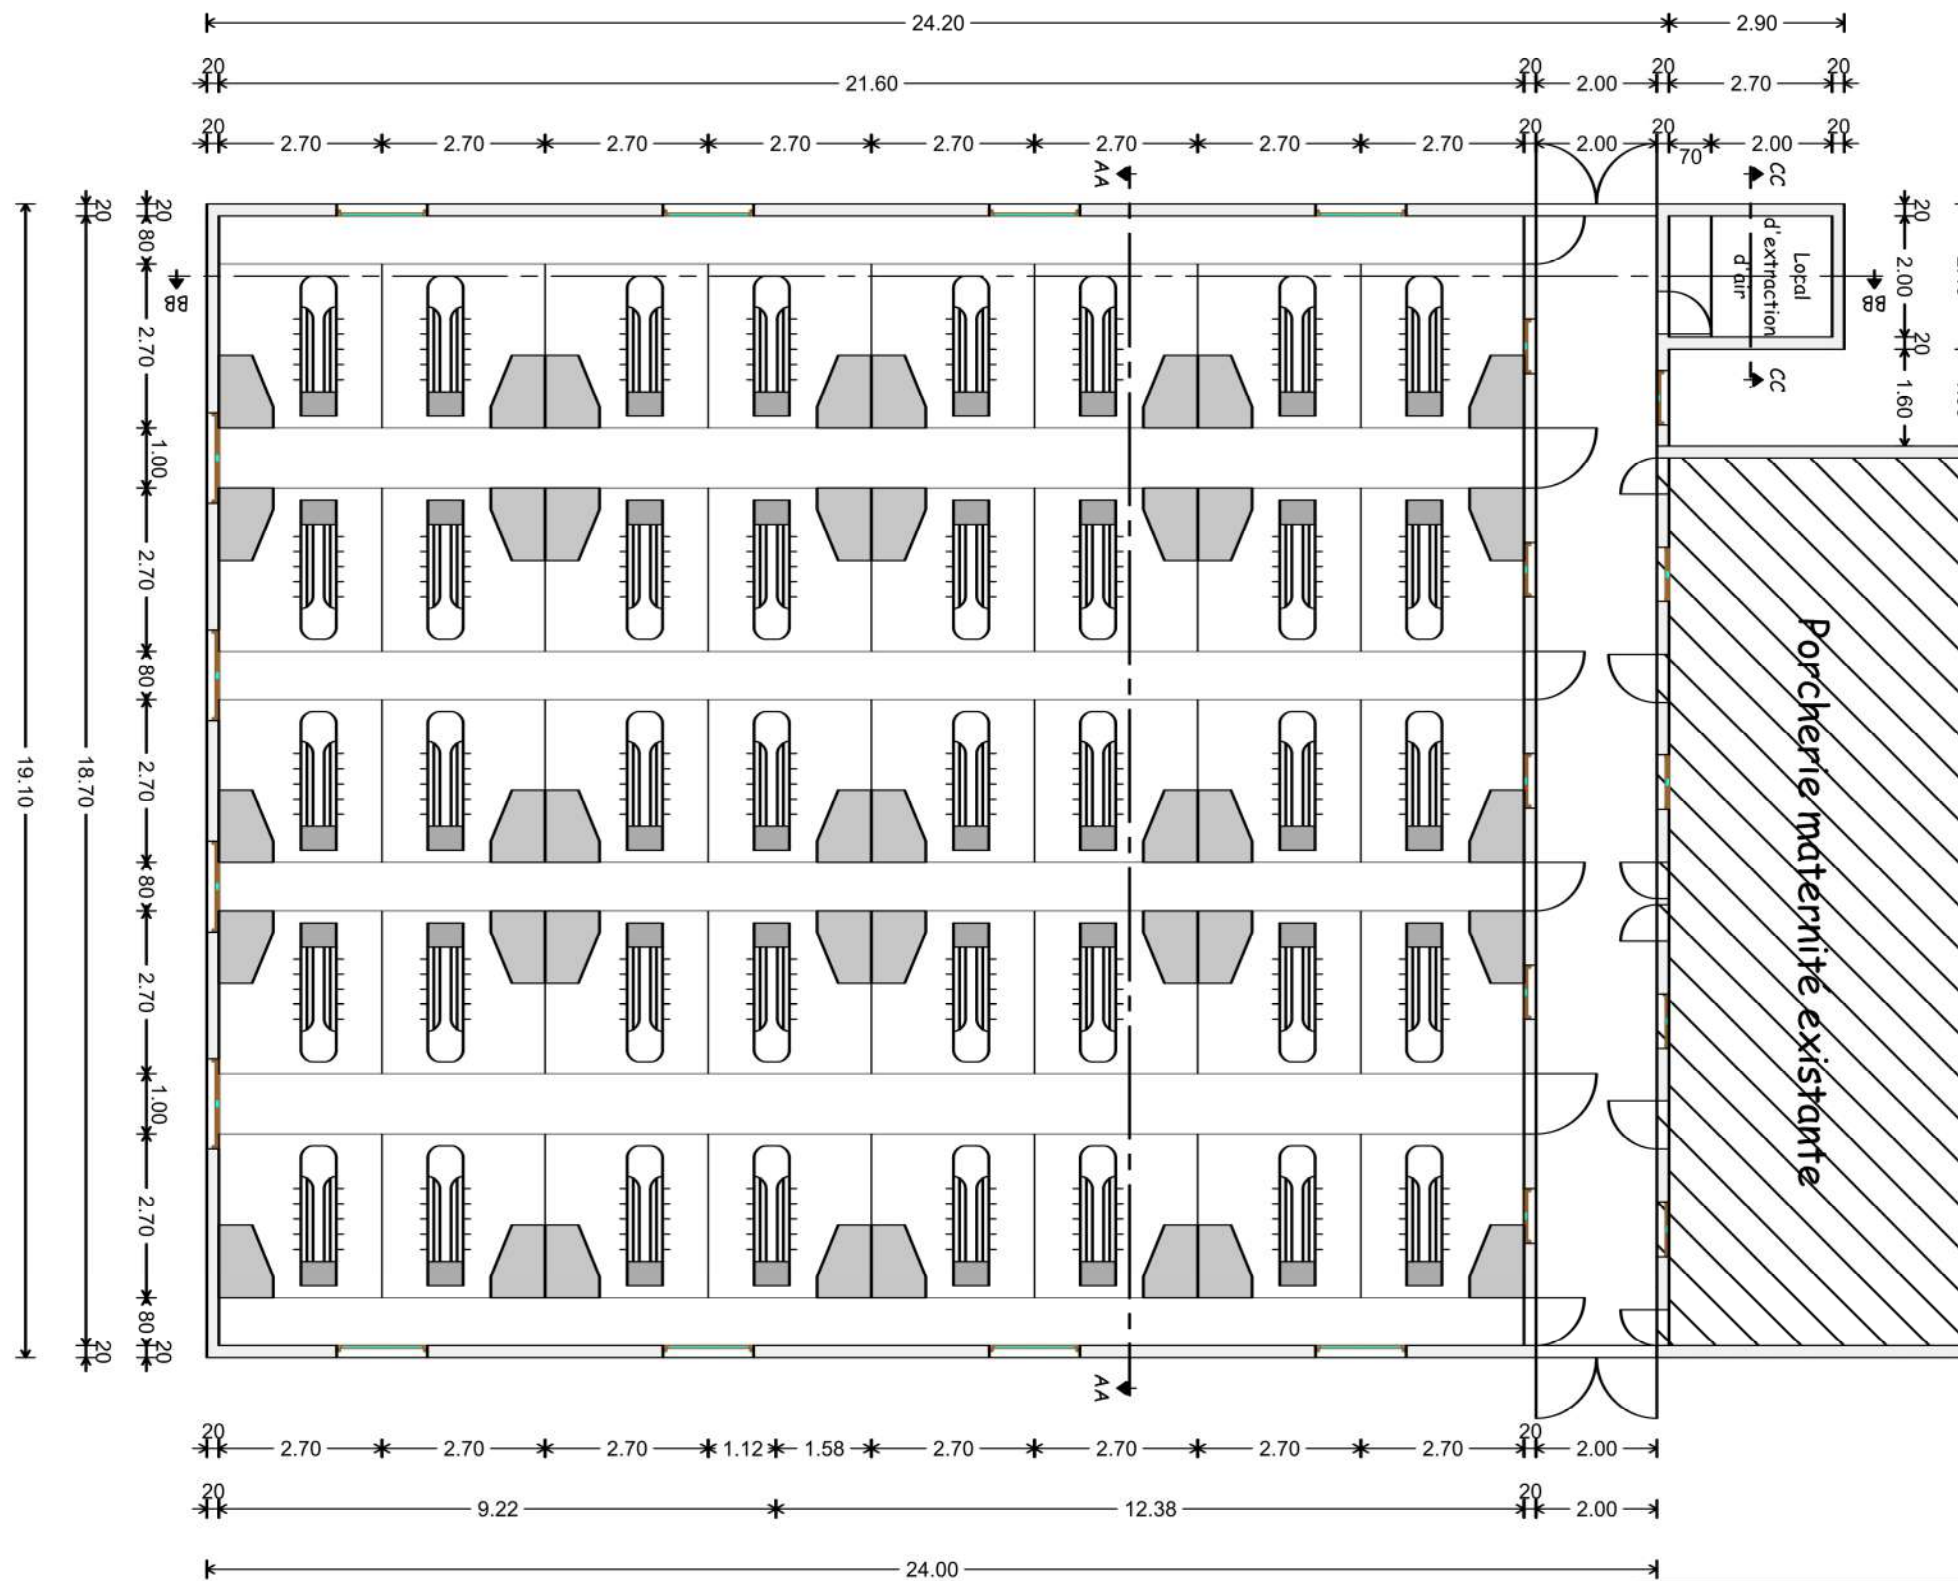 24.20 2.90
20 21.60 20 2.00 20 2.70 20
20 2.70 2.70 2.70 2.70 2.70 2.70 2.70 2.70 20 2.00 20 70 2.00 20
AA CC
BB BB
Local
d'extraction
d'air
CC
20 2.00 20 1.60
Porcherie maternité existante
19.10
20 18.70 20
20 80 2.70 1.00 2.70 80 2.70 80 2.70 1.00 2.70 80 20
AA
20 2.70 2.70 2.70 1.12 1.58 2.70 2.70 2.70 2.70 20 2.00
20 9.22 12.38 20 2.00
24.00